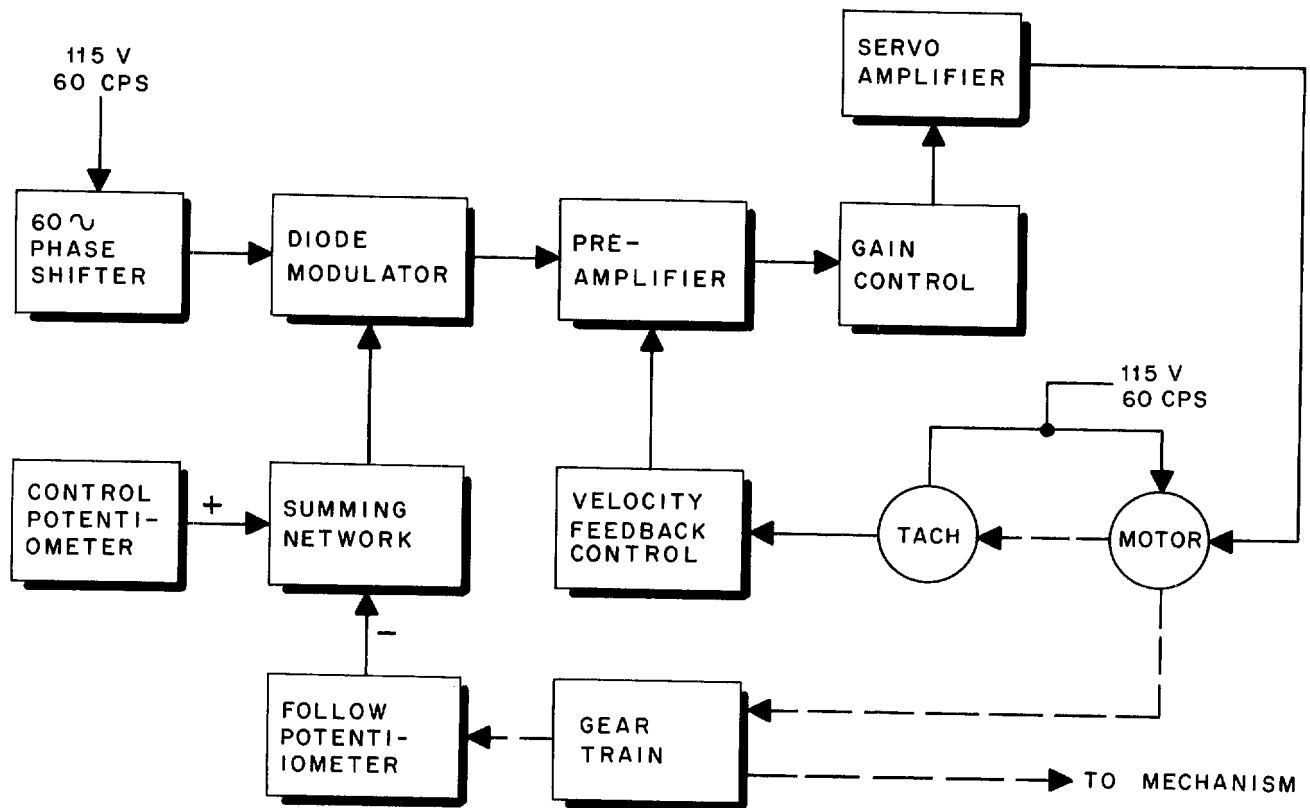 115 V
60 CPS
SERVO
AMPLIFIER
60 ∿
PHASE
SHIFTER
DIODE
MODULATOR
PRE-
AMPLIFIER
GAIN
CONTROL
115 V
60 CPS
CONTROL
POTENTI-
OMETER
+
SUMMING
NETWORK
VELOCITY
FEEDBACK
CONTROL
TACH
MOTOR
−
FOLLOW
POTENTI-
IOMETER
GEAR
TRAIN
TO MECHANISM